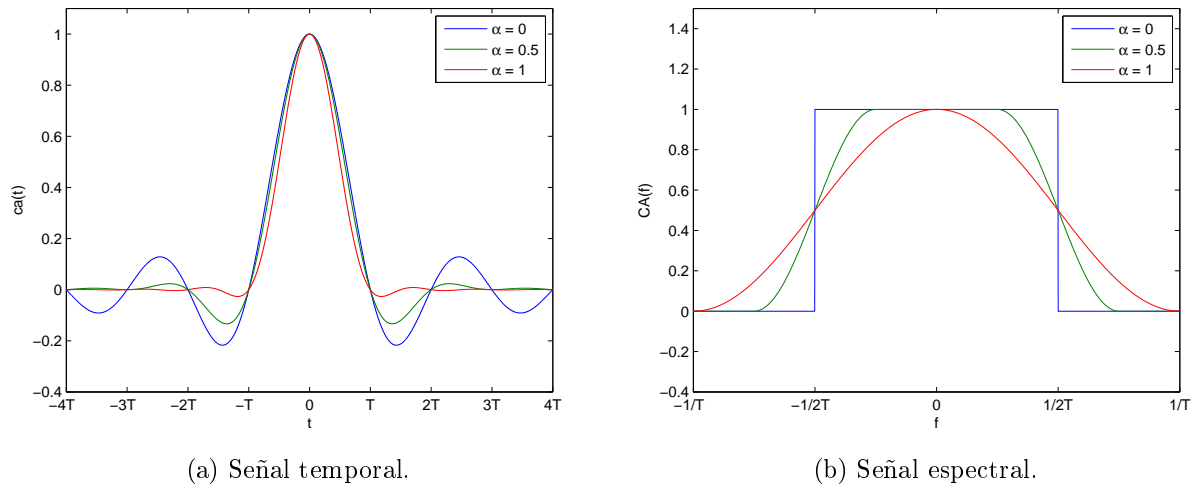 1
0.8
0.6
0.4
0.2
0
−0.2
−0.4
ca(t)
−4T −3T −2T −T 0 T 2T 3T 4T
t
α = 0
α = 0.5
α = 1
(a) Señal temporal.
1.4
1.2
1
0.8
0.6
0.4
0.2
0
−0.2
−0.4
CA(f)
−1/T −1/2T 0 1/2T 1/T
f
α = 0
α = 0.5
α = 1
(b) Señal espectral.